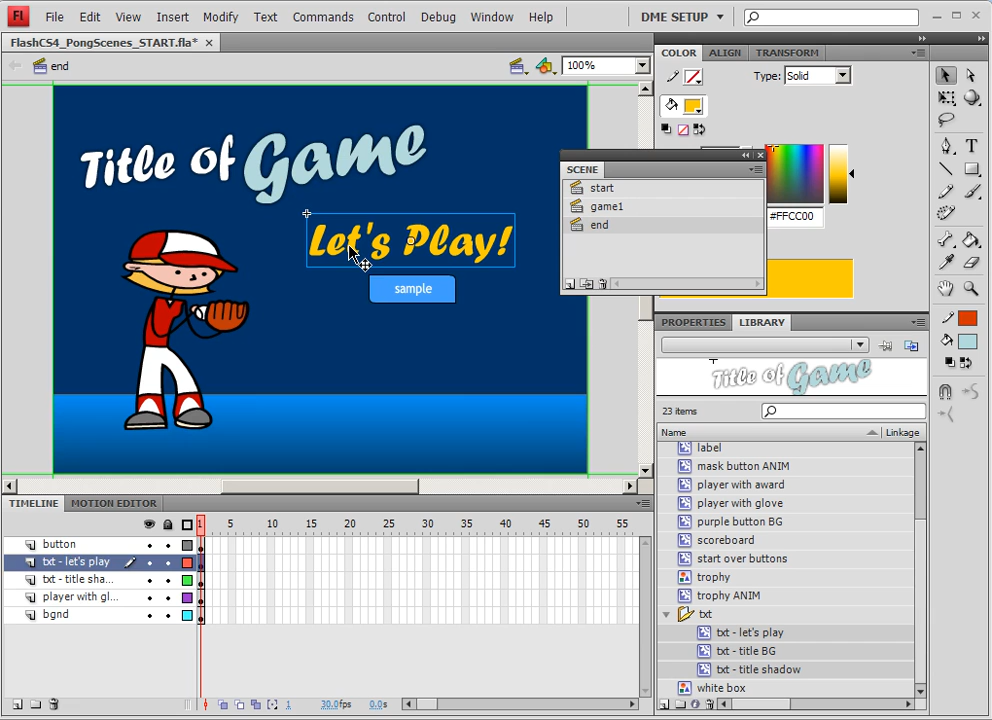 Fl File Edit View Insert Modify Text Commands Control Debug Window Help DME SETUP
FlashCS4_PongScenes_START.fla* ×
end 100%
Title of Game
Let's Play!
sample
COLOR ALIGN TRANSFORM
Type: Solid
#FFCC00
SCENE
start
game1
end
PROPERTIES LIBRARY
Title of Game
23 items
Name Linkage
label
mask button ANIM
player with award
player with glove
purple button BG
scoreboard
start over buttons
trophy
trophy ANIM
txt
txt - let's play
txt - title BG
txt - title shadow
white box
TIMELINE MOTION EDITOR
1 5 10 15 20 25 30 35 40 45 50 55
button
txt - let's play
txt - title sha...
player with gl...
bgnd
1 30.0fps 0.0s